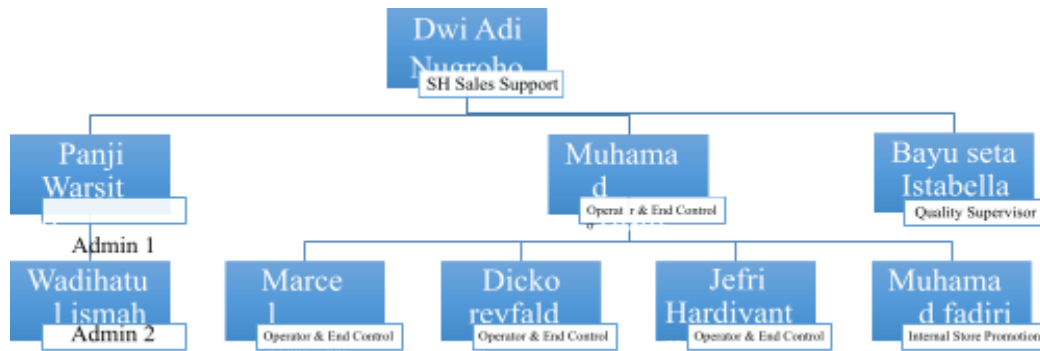 Dwi Adi
Nugroho
SH Sales Support
Panji
Warsit
Admin 1
Muhama
d
Operat r & End Control
Bayu seta
Istabella
Quality Supervisor
Wadihatu
l ismah
Admin 2
Marce
l
Operator & End Control
Dicko
revfald
Operator & End Control
Jefri
Hardivant
Operator & End Control
Muhama
d fadiri
Internal Store Promotion